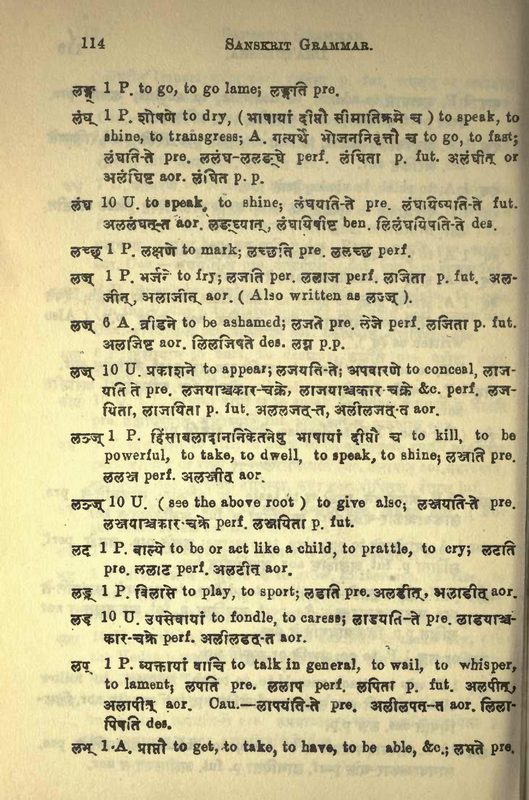 114 SANSKRIT GRAMMAR.
लङ्ग् 1 P. to go, to go lame; लङ्गति pre.
लंघ् 1 P. शोषणे to dry, ( भाषायां दीप्तौ सीमातिक्रमे च ) to speak, to
shine, to transgress; A. गत्यर्थे भोजननिवृत्तौ च to go, to fast;
लंघति-ते pre. ललंघ-ललङ्घे perf. लंघिता p. fut. अलंघीत् or
अलंघिष्ट aor. लंघित p. p.
लंघ 10 U. to speak, to shine; लंघयति-ते pre. लंघयिष्यति-ते fut.
अललंघत्-त aor. लङ्घ्यात्, लंघयिषीष्ट ben. लिलंघयिषति-ते des.
लच्छ् 1 P. लक्षणे to mark; लच्छति pre. ललच्छ perf.
लज् 1 P. भर्जने to fry; लजति per. ललाज perf. लजिता p. fut. अल-
जीत्, अलाजीत् aor. ( Also written as लञ्ज् ).
लज् 6 A. व्रीडने to be ashamed; लजते pre. लेजे perf. लजिता p. fut.
अलजिष्ट aor. लिलजिषते des. लग्न p.p.
लज् 10 U. प्रकाशने to appear; लजयति-ते; अपवारणे to conceal, लाज-
यति ते pre. लजयाञ्चकार-चक्रे, लाजयाञ्चकार-चक्रे &c. perf. लज-
यिता, लाजयिता p. fut. अललजत्-त, अलीलजत्-त aor.
लञ्ज् 1 P. हिंसाबलादाननिकेतनेषु भाषायां दीप्तौ च to kill, to be
powerful, to take, to dwell, to speak, to shine; लञ्जति pre.
ललञ्ज perf. अलञ्जीत् aor.
लञ्ज् 10 U. ( see the above root ) to give also; लञ्जयति-ते pre.
लञ्जयाञ्चकार-चक्रे perf. लञ्जयिता p. fut.
लट 1 P. बाल्ये to be or act like a child, to prattle, to cry; लटति
pre. ललाट perf. अलटीत् aor.
लड् 1 P. विलासे to play, to sport; लडति pre. अलडीत्, अलाडीत् aor.
लड् 10 U. उपसेवायां to fondle, to caress; लाडयति-ते pre. लाडयाञ्च-
कार-चक्रे perf. अलीलडत्-त aor.
लप् 1 P. व्यक्तायां वाचि to talk in general, to wail, to whisper,
to lament; लपति pre. ललाप perf. लपिता p. fut. अलपीत्,
अलापीत् aor. Cau.—लापयति-ते pre. अलीलपत्-त aor. लिला-
पिषति des.
लभ् 1 A. प्राप्तौ to get, to take, to have, to be able, &c.; लभते pre.